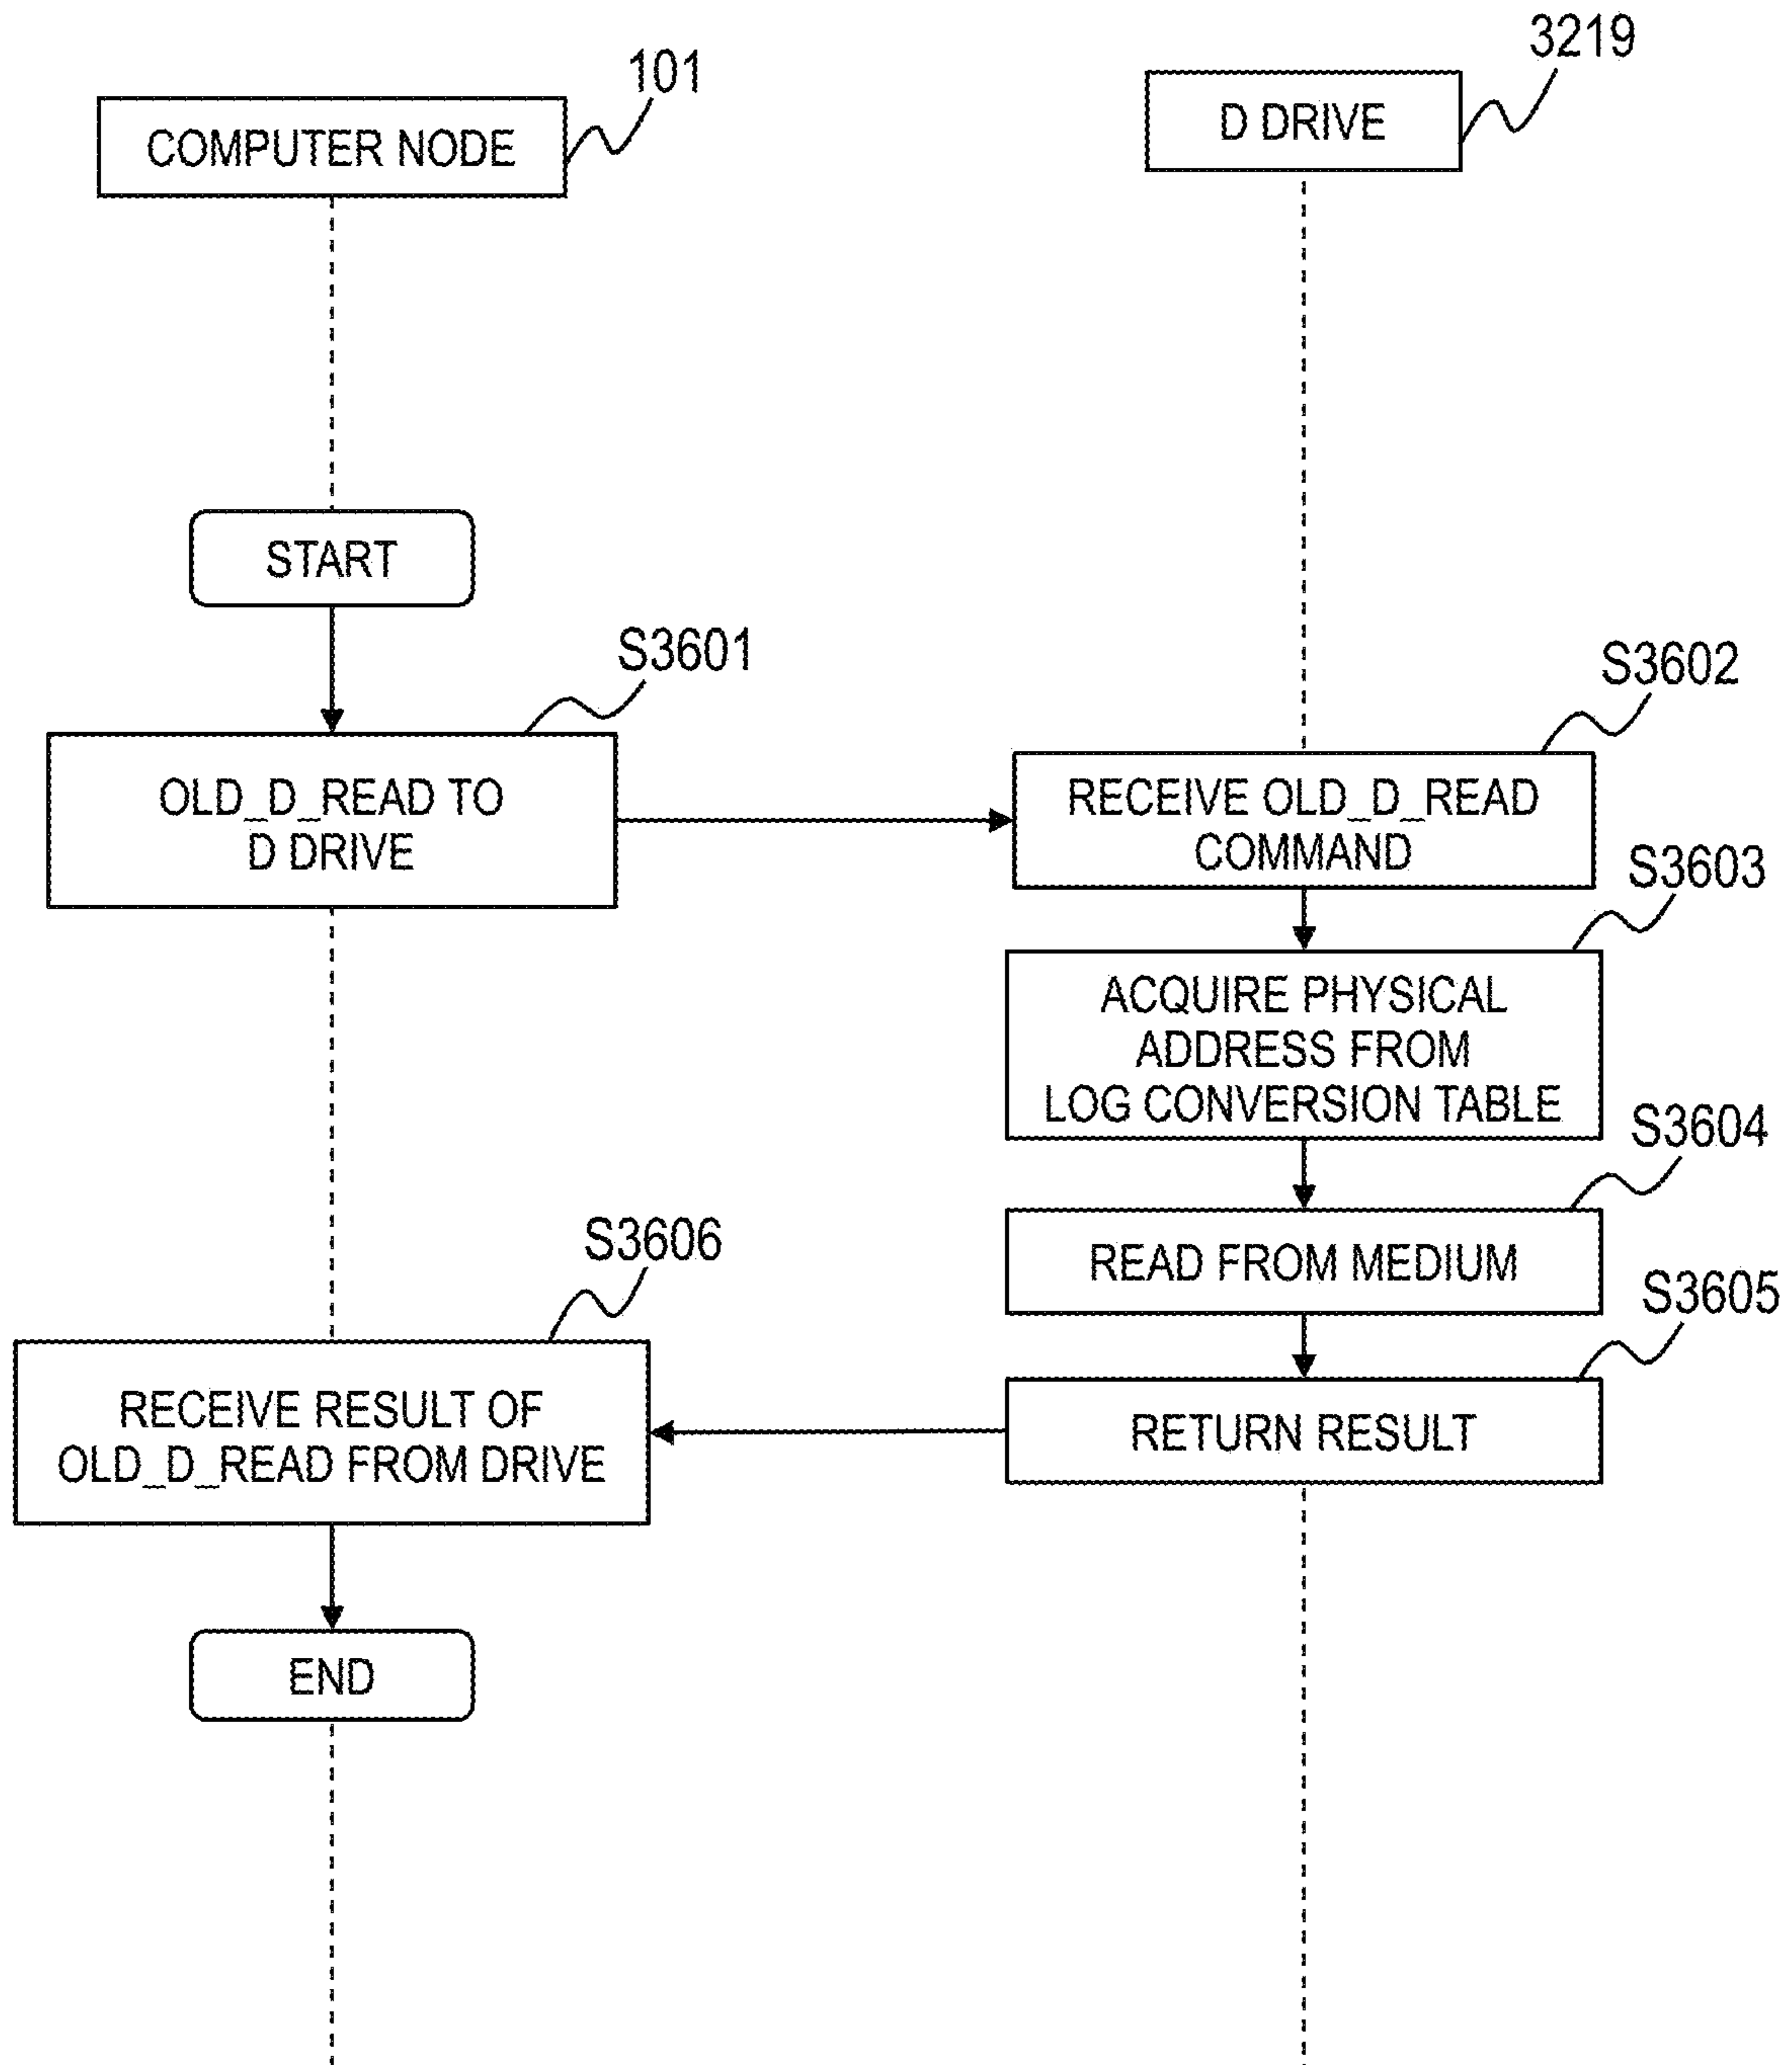 101
COMPUTER NODE
3219
D DRIVE
START
S3601
OLD_D_READ TO
D DRIVE
S3602
RECEIVE OLD_D_READ
COMMAND
S3603
ACQUIRE PHYSICAL
ADDRESS FROM
LOG CONVERSION TABLE
S3604
READ FROM MEDIUM
S3605
RETURN RESULT
S3606
RECEIVE RESULT OF
OLD_D_READ FROM DRIVE
END